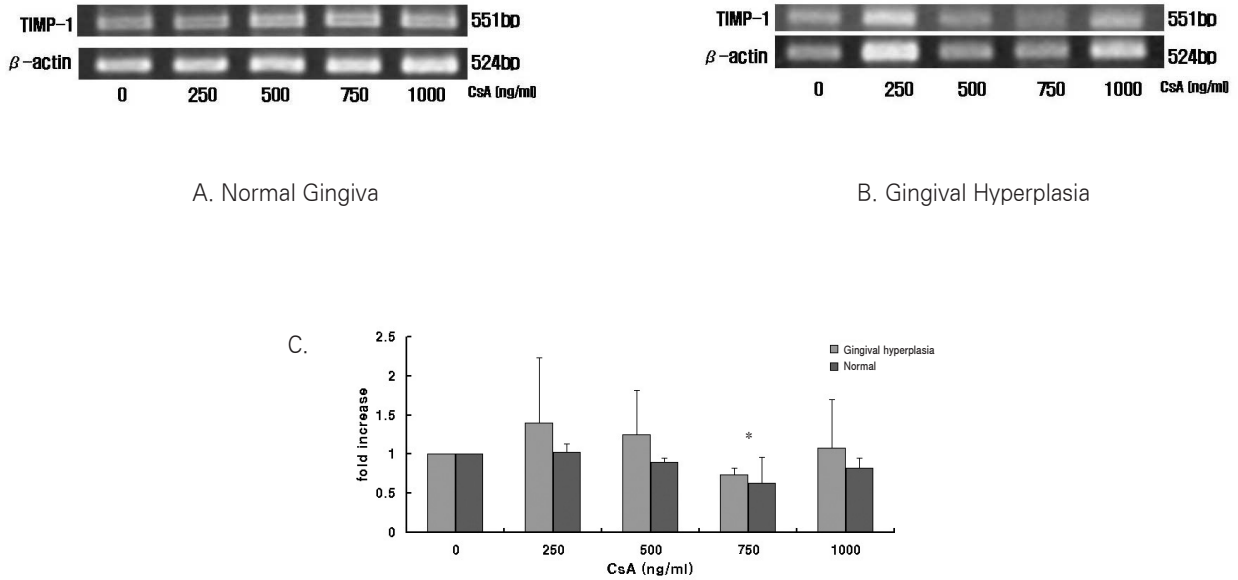 TIMP-1 551bp
β-actin 524bp
0 250 500 750 1000 CsA (ng/ml)
A. Normal Gingiva
TIMP-1 551bp
β-actin 524bp
0 250 500 750 1000 CsA (ng/ml)
B. Gingival Hyperplasia
C.
fold increase
2.5
2
1.5
1
0.5
0
Gingival hyperplasia
Normal
*
0 250 500 750 1000
CsA (ng/ml)